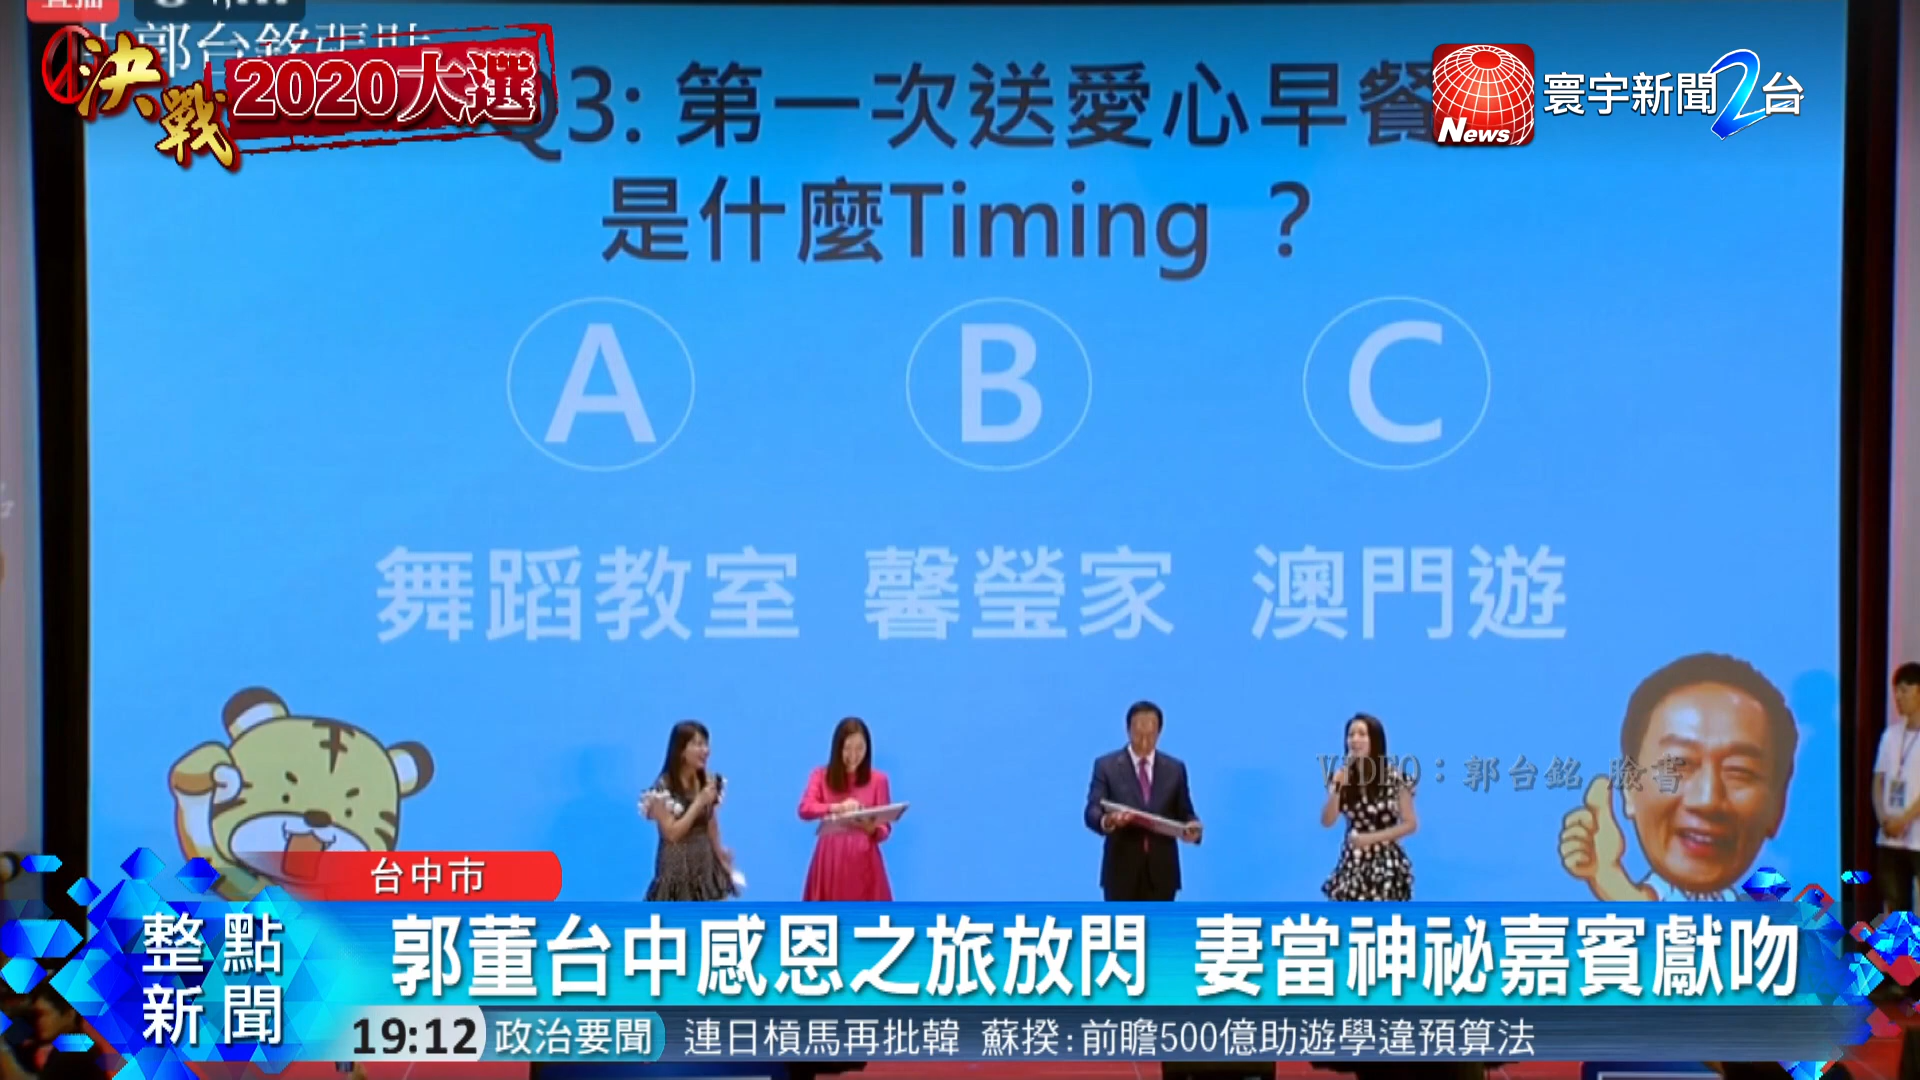 直播
決戰2020大選
Q3: 第一次送愛心早餐
是什麼Timing ？
News
寰宇新聞2台
A
B
C
舞蹈教室
馨瑩家
澳門遊
VIDEO：郭台銘 臉書
台中市
整點新聞
郭董台中感恩之旅放閃 妻當神祕嘉賓獻吻
19:12
政治要聞
連日槓馬再批韓 蘇揆:前瞻500億助遊學違預算法